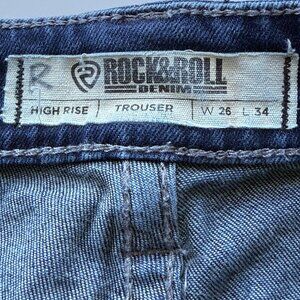 R ROCK&ROLL
DENIM
HIGH RISE TROUSER W 26 L 34